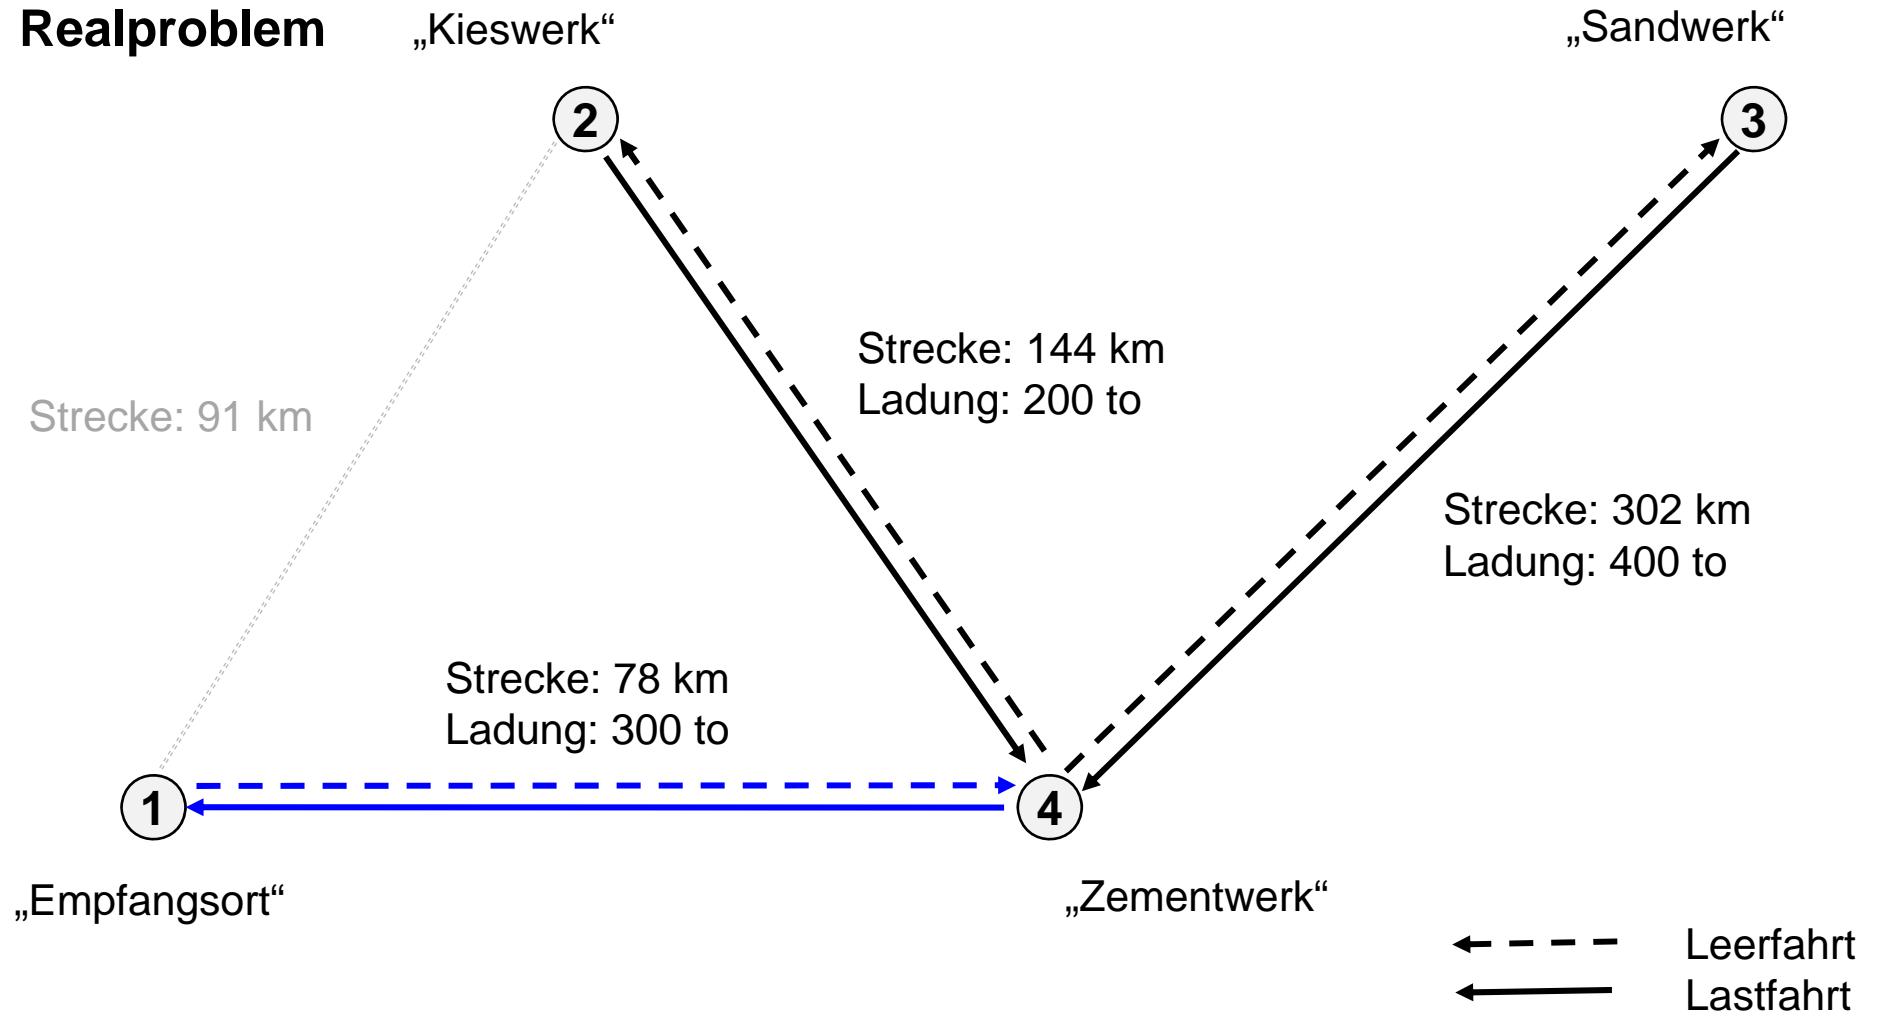 Realproblem
„Kieswerk“
„Sandwerk“
2
3
Strecke: 144 km
Ladung: 200 to
Strecke: 91 km
Strecke: 302 km
Ladung: 400 to
Strecke: 78 km
Ladung: 300 to
1
4
„Empfangsort“
„Zementwerk“
Leerfahrt
Lastfahrt